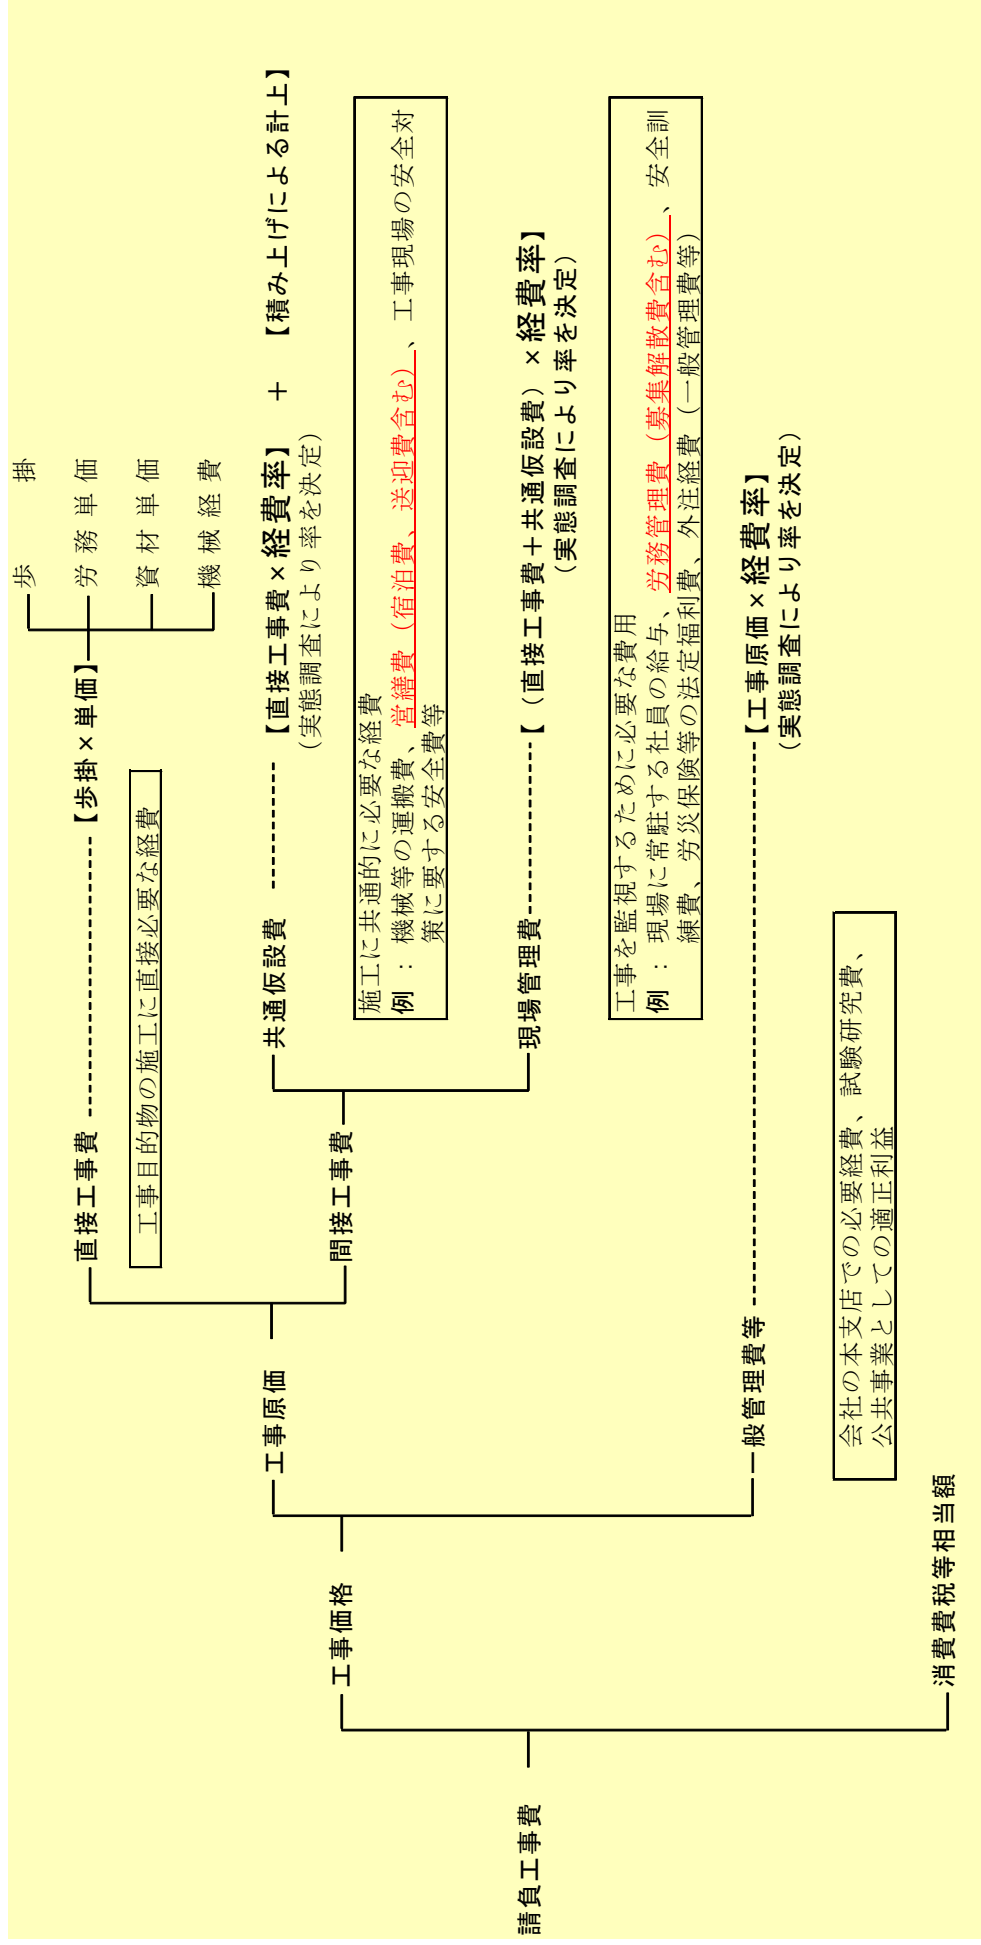 請負工事費
工事価格
消費費税等相当額
工事原価
一般管理費等
【工事原価×経費率】
（実態調査により率を決定）
会社の本支店での必要経費、試験研究費、
公共事業としての適正利益
直接工事費
【歩掛×単価】
歩掛
労務単価
資材単価
機械経費
工事目的物の施工に直接必要な経費
間接工事費
共通仮設費
【直接工事費×経費率】 ＋ 【積み上げによる計上】
（実態調査により率を決定）
施工に共通的に必要な経費
例：機械等の運搬費、営繕費（宿泊費、送迎費含む）、工事現場の安全対
策に要する安全費等
現場管理費
【（直接工事費＋共通仮設費）×経費率】
（実態調査により率を決定）
工事を監視するために必要な費用
例：現場に常駐する社員の給与、労務管理費（募集解散費含む）、安全訓
練費、労災保険等の法定福利費、外注経費（一般管理費等）